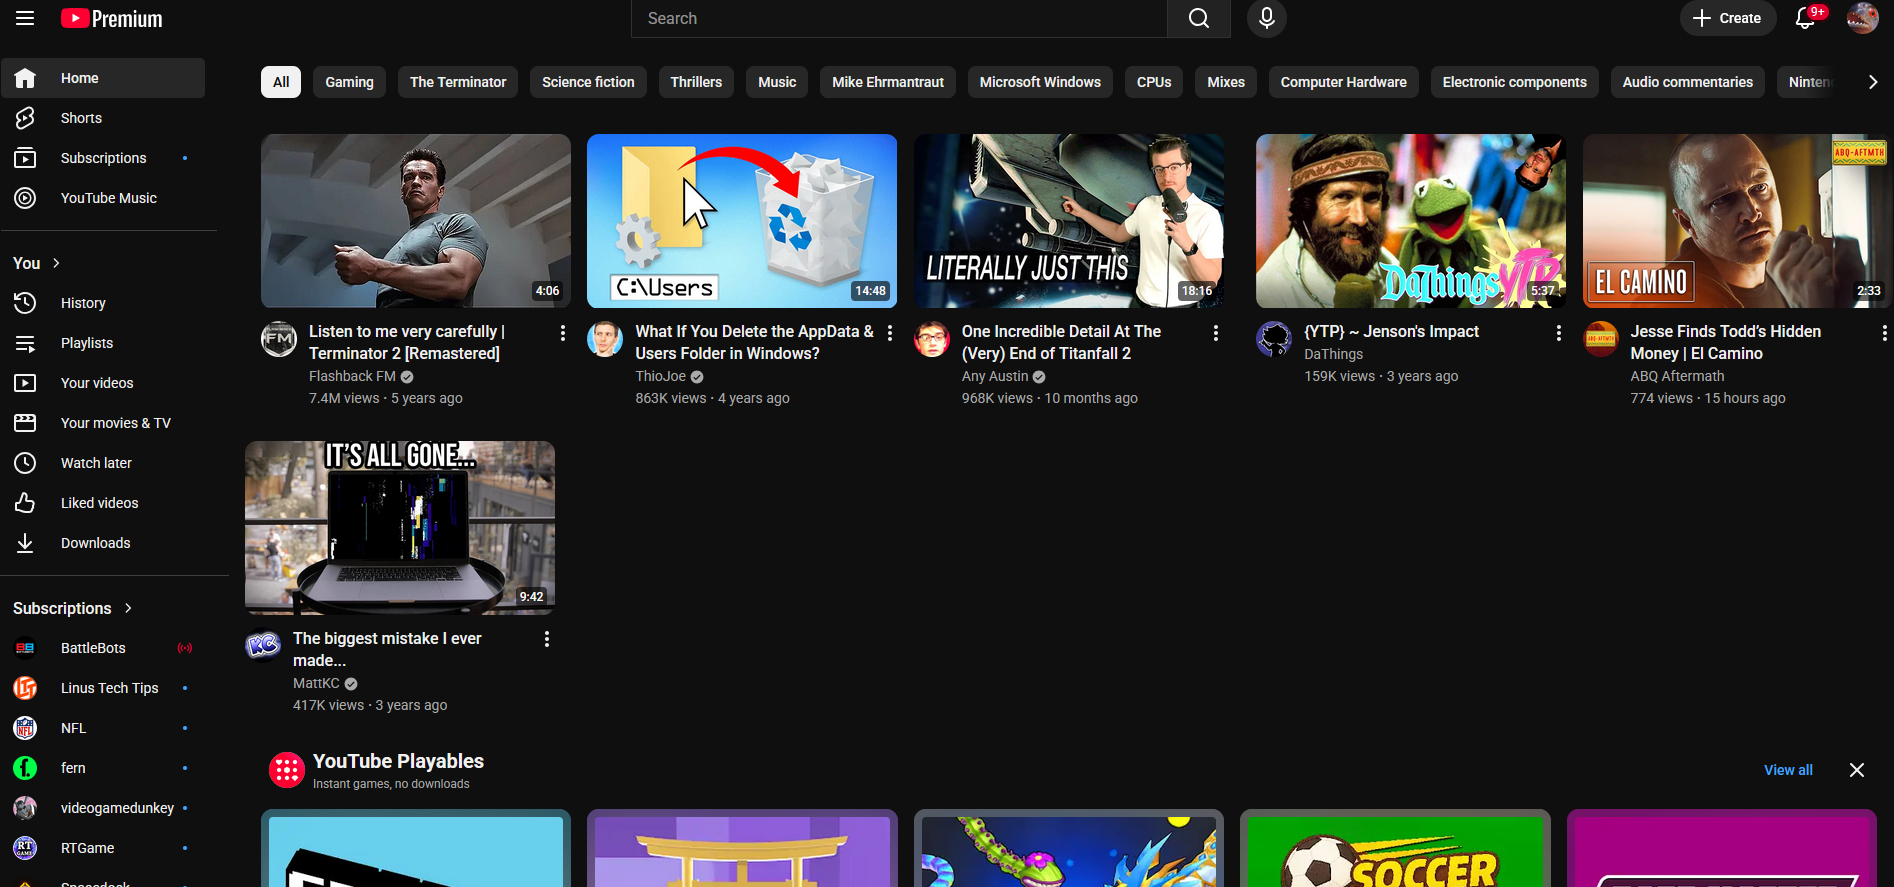 Premium
Search
Create
9+
Home
Shorts
Subscriptions
YouTube Music
You
History
Playlists
Your videos
Your movies & TV
Watch later
Liked videos
Downloads
Subscriptions
BattleBots
Linus Tech Tips
NFL
fern
videogamedunkey
RTGame
All
Gaming
The Terminator
Science fiction
Thrillers
Music
Mike Ehrmantraut
Microsoft Windows
CPUs
Mixes
Computer Hardware
Electronic components
Audio commentaries
4:06
FM
Listen to me very carefully |
Terminator 2 [Remastered]
Flashback FM
7.4M views • 5 years ago
C:\Users
14:48
What If You Delete the AppData &
Users Folder in Windows?
ThioJoe
863K views • 4 years ago
LITERALLY JUST THIS
18:16
One Incredible Detail At The
(Very) End of Titanfall 2
Any Austin
968K views • 10 months ago
DaThings YTP
5:37
{YTP} ~ Jenson's Impact
DaThings
159K views • 3 years ago
ABQ-AFTMTH
EL CAMINO
2:33
Jesse Finds Todd’s Hidden
Money | El Camino
ABQ Aftermath
774 views • 15 hours ago
IT'S ALL GONE...
9:42
KC
The biggest mistake I ever
made...
MattKC
417K views • 3 years ago
YouTube Playables
Instant games, no downloads
View all
SOCCER